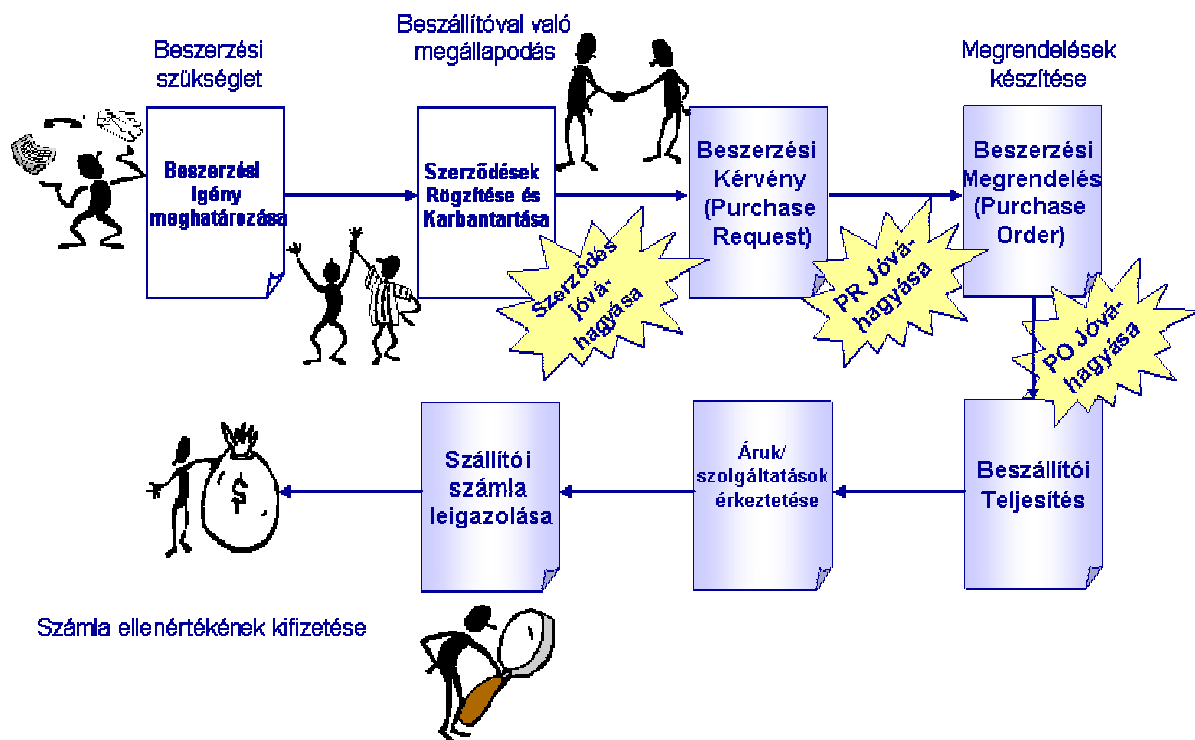 Beszerzési
szükséglet
Beszállítóval való
megállapodás
Megrendelések
készítése
Beszerzési
Igény
meghatározása
Szerződések
Rögzítése és
Karbantartása
Szerződés
jóvá-
hagyása
Beszerzési
Kérvény
(Purchase
Request)
PR Jóvá-
hagyása
Beszerzési
Megrendelés
(Purchase
Order)
PO Jóvá-
hagyása
Beszállítói
Teljesítés
Áruk/
szolgáltatások
érkeztetése
Szállítói
számla
leigazolása
$
Számla ellenértékének kifizetése